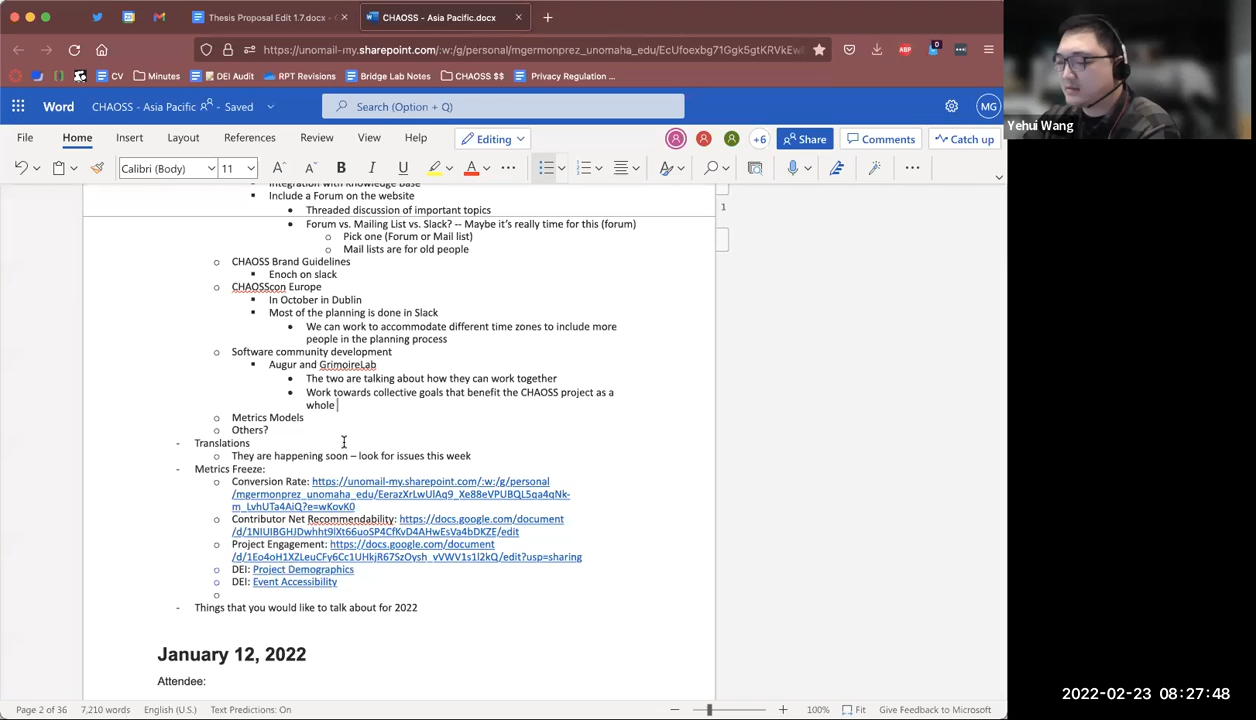 Thesis Proposal Edit 1.7.docx - 
CHAOSS - Asia Pacific.docx
https://unomail-my.sharepoint.com/:w:/g/personal/mgermonprez_unomaha_edu/EcUfoexbg71Ggk5gtKRVkEw
CV
Minutes
DEI Audit
RPT Revisions
Bridge Lab Notes
CHAOSS $$
Privacy Regulation ...
Word
CHAOSS - Asia Pacific - Saved
Search (Option + Q)
MG
Yehui Wang
File Home Insert Layout References Review View Help
Editing
+6
Share
Comments
Catch up
Calibri (Body) 11
Integration with Knowledge Base
Include a Forum on the website
Threaded discussion of important topics
Forum vs. Mailing List vs. Slack? -- Maybe it's really time for this (forum)
Pick one (Forum or Mail list)
Mail lists are for old people
CHAOSS Brand Guidelines
Enoch on slack
CHAOSScon Europe
In October in Dublin
Most of the planning is done in Slack
We can work to accommodate different time zones to include more
people in the planning process
Software community development
Augur and GrimoireLab
The two are talking about how they can work together
Work towards collective goals that benefit the CHAOSS project as a
whole
Metrics Models
Others?
- Translations
They are happening soon – look for issues this week
- Metrics Freeze:
Conversion Rate: https://unomail-my.sharepoint.com/:w:/g/personal
/mgermonprez_unomaha_edu/EerazXrLwUlAq9_Xe88eVPUBQL5qa4qNk-
m_LvhUTa4AiQ?e=wKovK0
Contributor Net Recommendability: https://docs.google.com/document
/d/1NIUIBGHJDwhht9lXt66uoSP4CfKvD4AHwEsVa4bDKZE/edit
Project Engagement: https://docs.google.com/document
/d/1Eo4oH1XZLeuCFy6Cc1UHkjR67SzOysh_vVWV1s1l2kQ/edit?usp=sharing
DEI: Project Demographics
DEI: Event Accessibility
- Things that you would like to talk about for 2022
January 12, 2022
Attendee:
1
Page 2 of 36
7,210 words
English (U.S.)
Text Predictions: On
100%
Fit
Give Feedback to Microsoft
2022-02-23 08:27:48